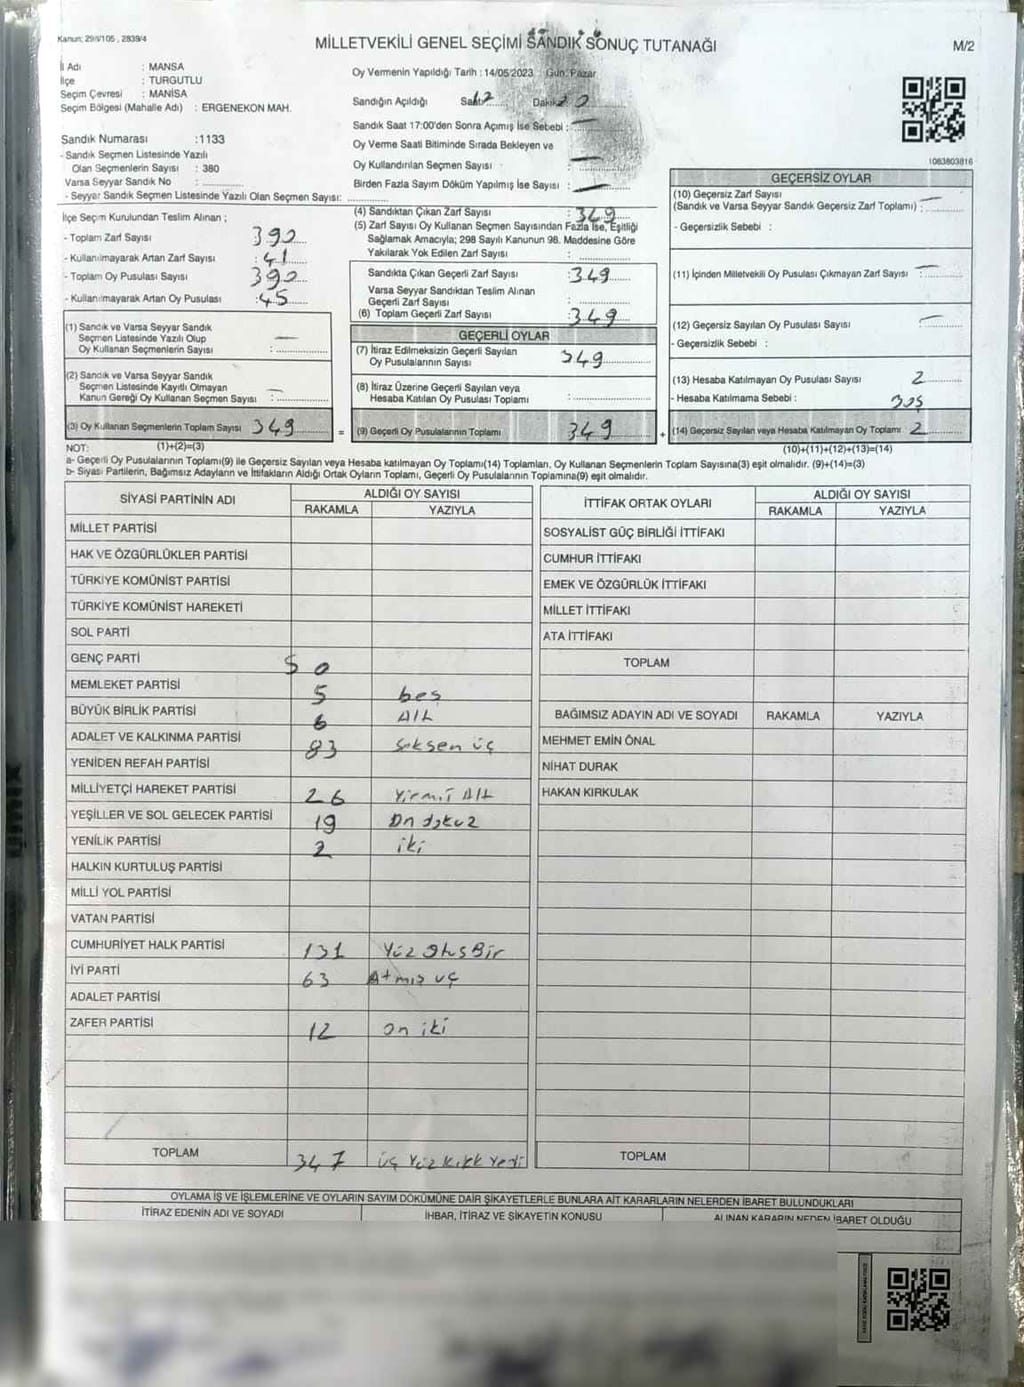 Kanun: 298/105, 2839/4
MİLLETVEKİLİ GENEL SEÇİMİ SANDIK SONUÇ TUTANAĞI
M/2
İl Adı : MANİSA
İlçe : TURGUTLU
Seçim Çevresi : MANİSA
Seçim Bölgesi (Mahalle Adı) : ERGENEKON MAH.
Sandık Numarası :1133
- Sandık Seçmen Listesinde Yazılı
Olan Seçmenlerin Sayısı : 380
Varsa Seyyar Sandık No :
- Seyyar Sandık Seçmen Listesinde Yazılı Olan Seçmen Sayısı:
Oy Vermenin Yapıldığı Tarih : 14/05/2023 Gün: Pazar
Sandığın Açıldığı Saat Dakika
Sandık Saat 17:00'den Sonra Açılmış İse Sebebi : —
Oy Verme Saati Bitiminde Sırada Bekleyen ve
Oy Kullandırılan Seçmen Sayısı : —
Birden Fazla Sayım Döküm Yapılmış İse Sayısı : —
1083803816
İlçe Seçim Kurulundan Teslim Alınan ;
- Toplam Zarf Sayısı 390
- Kullanılmayarak Artan Zarf Sayısı : 41
- Toplam Oy Pusulası Sayısı 390
- Kullanılmayarak Artan Oy Pusulası : 45
(1) Sandık ve Varsa Seyyar Sandık
Seçmen Listesinde Yazılı Olup
Oy Kullanan Seçmenlerin Sayısı : —
(2) Sandık ve Varsa Seyyar Sandık
Seçmen Listesinde Kayıtlı Olmayan
Kanun Gereği Oy Kullanan Seçmen Sayısı : —
(3) Oy Kullanan Seçmenlerin Toplam Sayısı 349
(4) Sandıktan Çıkan Zarf Sayısı : 349
(5) Zarf Sayısı Oy Kullanan Seçmen Sayısından Fazla İse, Eşitliği
Sağlamak Amacıyla; 298 Sayılı Kanunun 98. Maddesine Göre
Yakılarak Yok Edilen Zarf Sayısı :
Sandıkta Çıkan Geçerli Zarf Sayısı : 349
Varsa Seyyar Sandıktan Teslim Alınan
Geçerli Zarf Sayısı :
(6) Toplam Geçerli Zarf Sayısı : 349
GEÇERLİ OYLAR
(7) İtiraz Edilmeksizin Geçerli Sayılan
Oy Pusulalarının Sayısı 349
(8) İtiraz Üzerine Geçerli Sayılan veya
Hesaba Katılan Oy Pusulası Toplamı :
= (9) Geçerli Oy Pusulalarının Toplamı 349
GEÇERSİZ OYLAR
(10) Geçersiz Zarf Sayısı
(Sandık ve Varsa Seyyar Sandık Geçersiz Zarf Toplamı) : —
- Geçersizlik Sebebi :
(11) İçinden Milletvekili Oy Pusulası Çıkmayan Zarf Sayısı : —
(12) Geçersiz Sayılan Oy Pusulası Sayısı : —
- Geçersizlik Sebebi :
(13) Hesaba Katılmayan Oy Pusulası Sayısı 2
- Hesaba Katılmama Sebebi : Boş
+ (14) Geçersiz Sayılan veya Hesaba Katılmayan Oy Toplamı 2
NOT: (1)+(2)=(3)
(10)+(11)+(12)+(13)=(14)
a- Geçerli Oy Pusulalarının Toplamı(9) ile Geçersiz Sayılan veya Hesaba katılmayan Oy Toplamı(14) Toplamları, Oy Kullanan Seçmenlerin Toplam Sayısına(3) eşit olmalıdır. (9)+(14)=(3)
b- Siyasi Partilerin, Bağımsız Adayların ve İttifakların Aldığı Ortak Oyların Toplamı, Geçerli Oy Pusulalarının Toplamına(9) eşit olmalıdır.
SİYASİ PARTİNİN ADI
ALDIĞI OY SAYISI
RAKAMLA YAZIYLA
MİLLET PARTİSİ
HAK VE ÖZGÜRLÜKLER PARTİSİ
TÜRKİYE KOMÜNİST PARTİSİ
TÜRKİYE KOMÜNİST HAREKETİ
SOL PARTİ
GENÇ PARTİ 0
MEMLEKET PARTİSİ 5 beş
BÜYÜK BİRLİK PARTİSİ 6 Altı
ADALET VE KALKINMA PARTİSİ 83 Seksen üç
YENİDEN REFAH PARTİSİ
MİLLİYETÇİ HAREKET PARTİSİ 26 Yirmi Altı
YEŞİLLER VE SOL GELECEK PARTİSİ 19 On dokuz
YENİLİK PARTİSİ 2 iki
HALKIN KURTULUŞ PARTİSİ
MİLLİ YOL PARTİSİ
VATAN PARTİSİ
CUMHURİYET HALK PARTİSİ 131 Yüz Otuz Bir
İYİ PARTİ 63 Atmış üç
ADALET PARTİSİ
ZAFER PARTİSİ 12 on iki
TOPLAM 347 üç Yüz Kırk Yedi
İTTİFAK ORTAK OYLARI
ALDIĞI OY SAYISI
RAKAMLA YAZIYLA
SOSYALİST GÜÇ BİRLİĞİ İTTİFAKI
CUMHUR İTTİFAKI
EMEK VE ÖZGÜRLÜK İTTİFAKI
MİLLET İTTİFAKI
ATA İTTİFAKI
TOPLAM
BAĞIMSIZ ADAYIN ADI VE SOYADI RAKAMLA YAZIYLA
MEHMET EMİN ÖNAL
NİHAT DURAK
HAKAN KIRKULAK
TOPLAM
OYLAMA İŞ VE İŞLEMLERİNE VE OYLARIN SAYIM DÖKÜMÜNE DAİR ŞİKAYETLERLE BUNLARA AİT KARARLARIN NELERDEN İBARET BULUNDUKLARI
İTİRAZ EDENİN ADI VE SOYADI İHBAR, İTİRAZ VE ŞİKAYETİN KONUSU ALINAN KARARIN NEDEN İBARET OLDUĞU